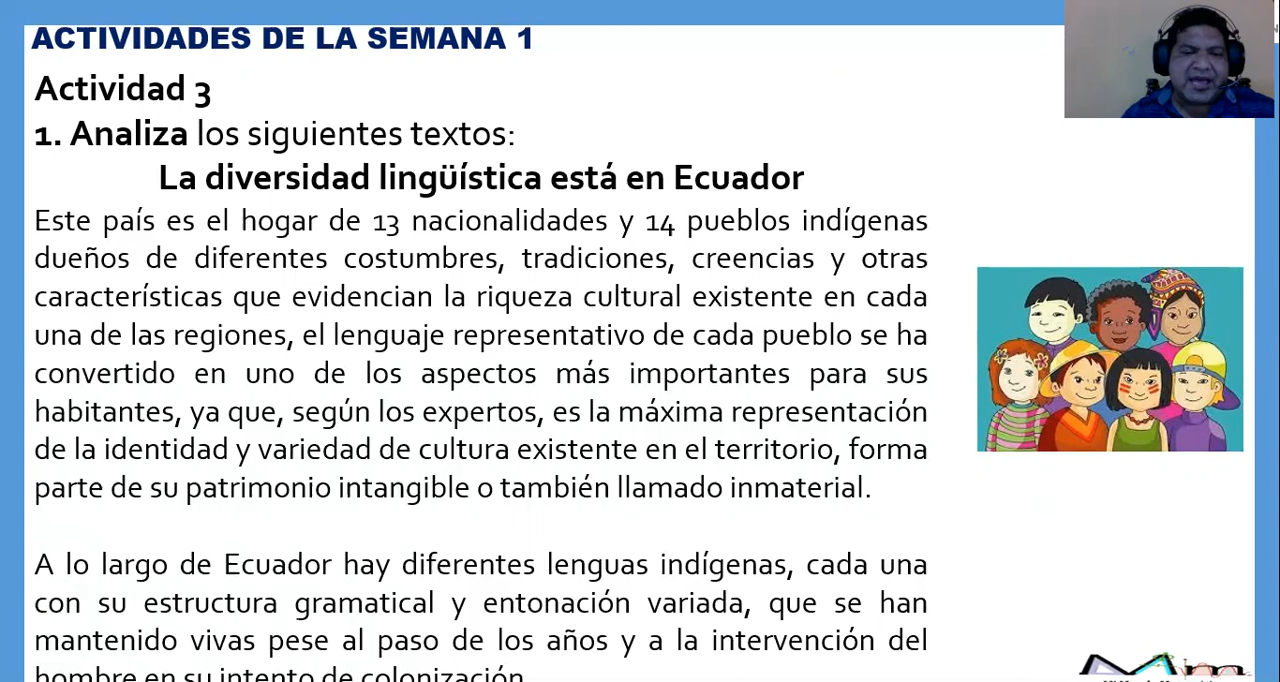 ACTIVIDADES DE LA SEMANA 1
Actividad 3
1. Analiza los siguientes textos:
La diversidad lingüística está en Ecuador
Este país es el hogar de 13 nacionalidades y 14 pueblos indígenas
dueños de diferentes costumbres, tradiciones, creencias y otras
características que evidencian la riqueza cultural existente en cada
una de las regiones, el lenguaje representativo de cada pueblo se ha
convertido en uno de los aspectos más importantes para sus
habitantes, ya que, según los expertos, es la máxima representación
de la identidad y variedad de cultura existente en el territorio, forma
parte de su patrimonio intangible o también llamado inmaterial.
A lo largo de Ecuador hay diferentes lenguas indígenas, cada una
con su estructura gramatical y entonación variada, que se han
mantenido vivas pese al paso de los años y a la intervención del
hombre en su intento de colonización.